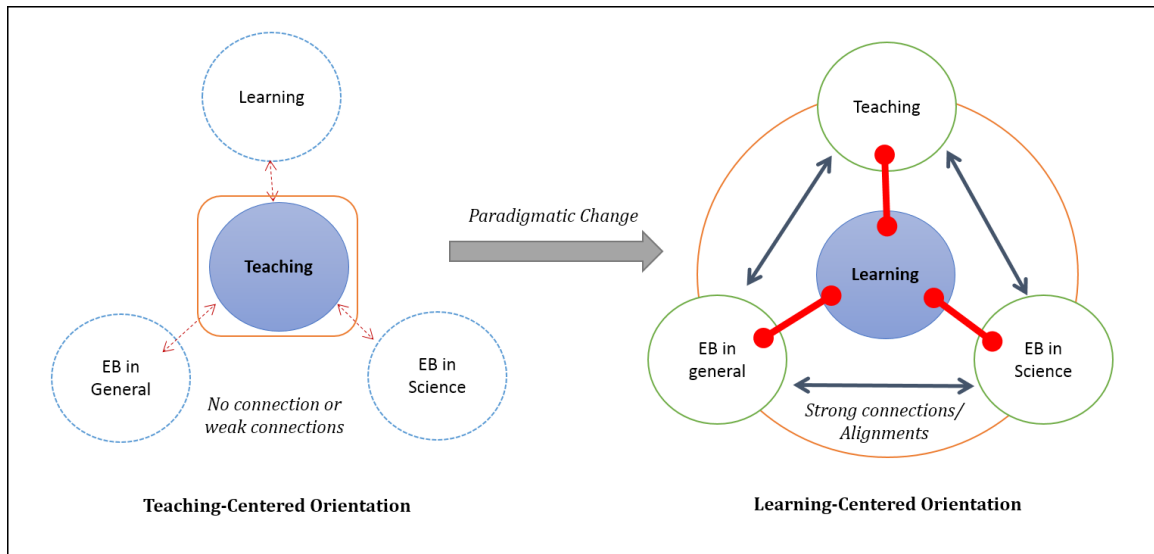 Learning
Teaching
EB in
General
EB in
Science
No connection or
weak connections
Teaching-Centered Orientation
Paradigmatic Change
Teaching
Learning
EB in
general
EB in
Science
Strong connections/
Alignments
Learning-Centered Orientation